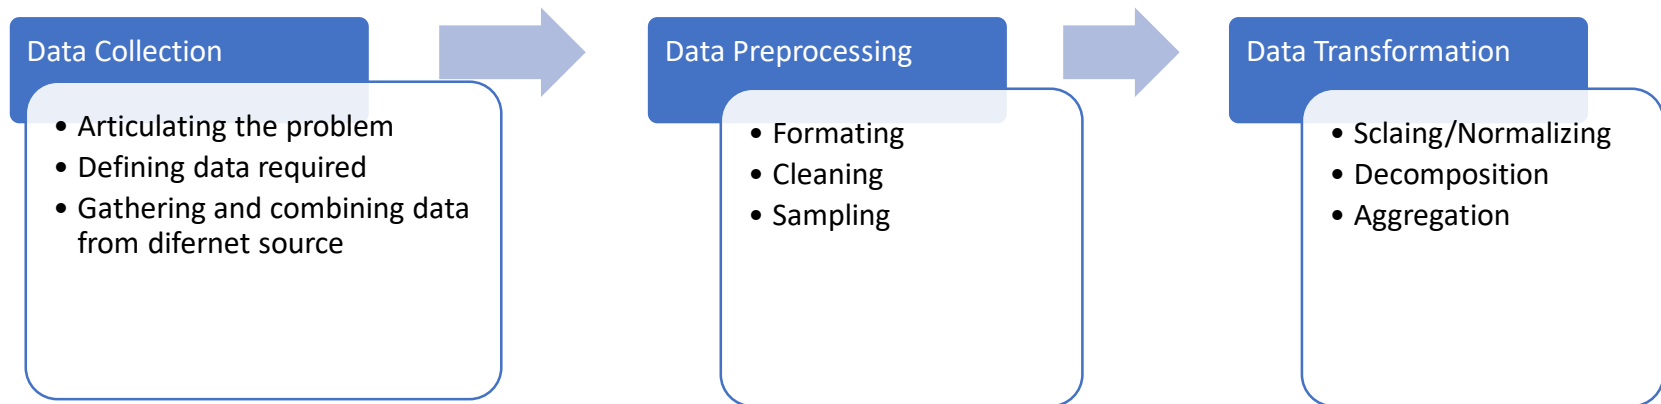 Data Collection
• Articulating the problem
• Defining data required
• Gathering and combining data
from difernet source
Data Preprocessing
• Formating
• Cleaning
• Sampling
Data Transformation
• Sclaing/Normalizing
• Decomposition
• Aggregation